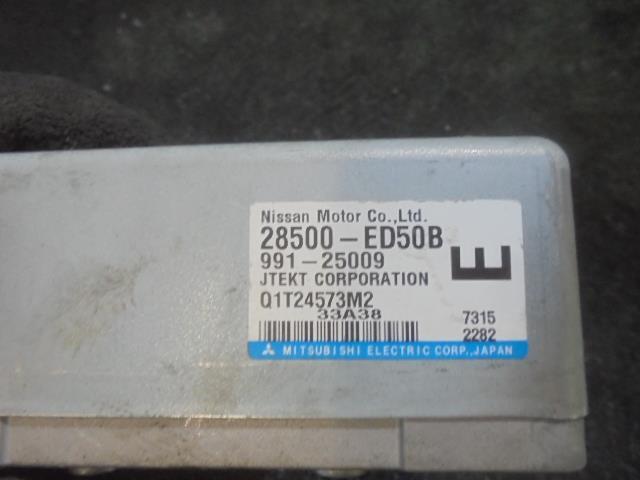 Nissan Motor Co.,Ltd.
28500-ED50B
991-25009
JTEKT CORPORATION
Q1T24573M2
33A38
E
7315
2282
MITSUBISHI ELECTRIC CORP., JAPAN